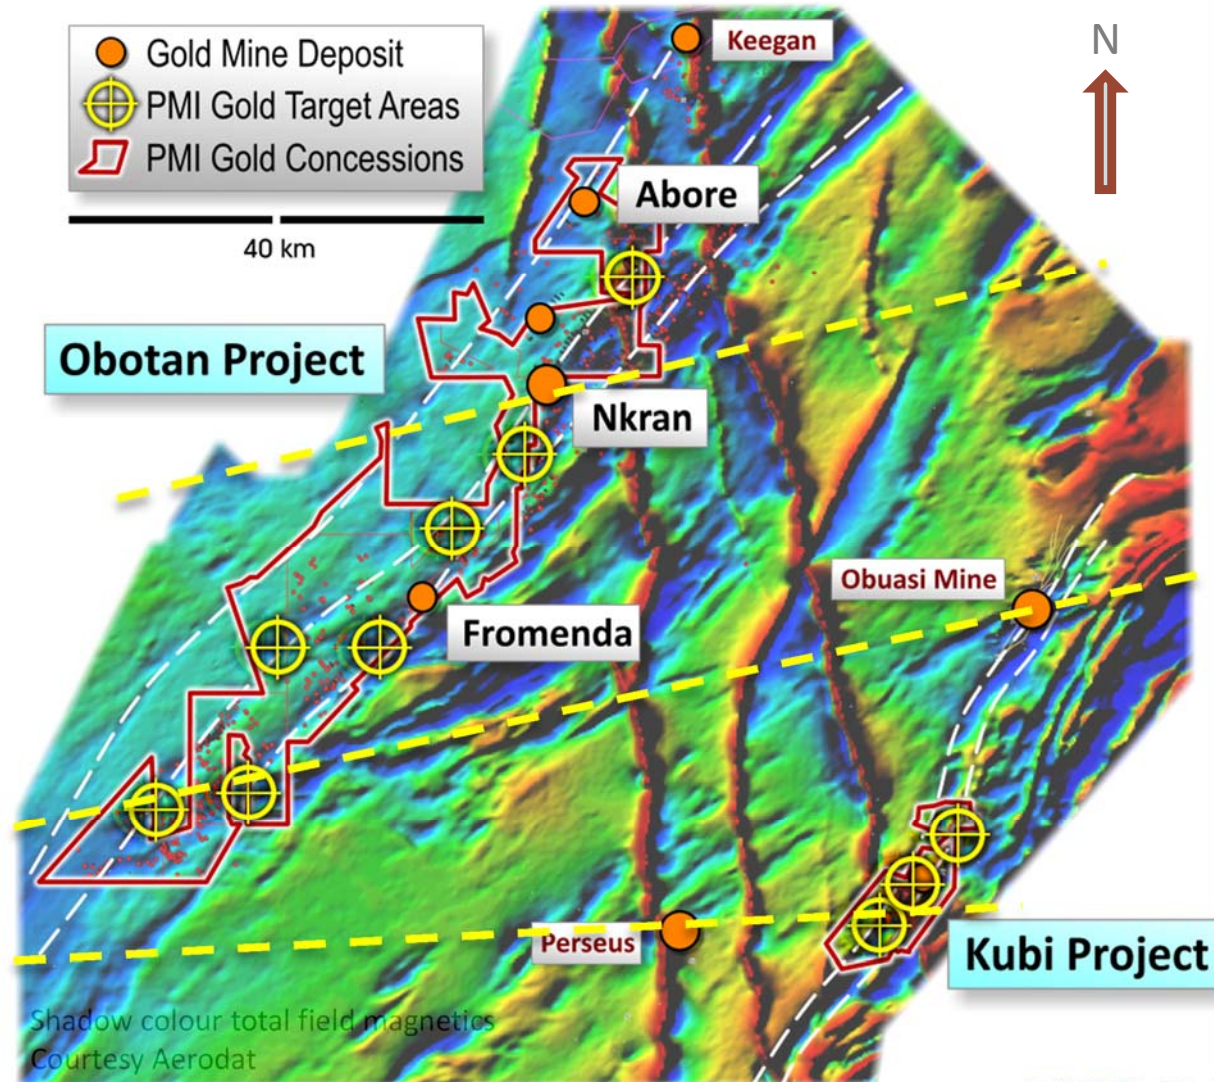 Gold Mine Deposit
PMI Gold Target Areas
PMI Gold Concessions
40 km
N
Keegan
Abore
Obotan Project
Nkran
Obuasi Mine
Fromenda
Perseus
Kubi Project
Shadow colour total field magnetics
Courtesy Aerodat